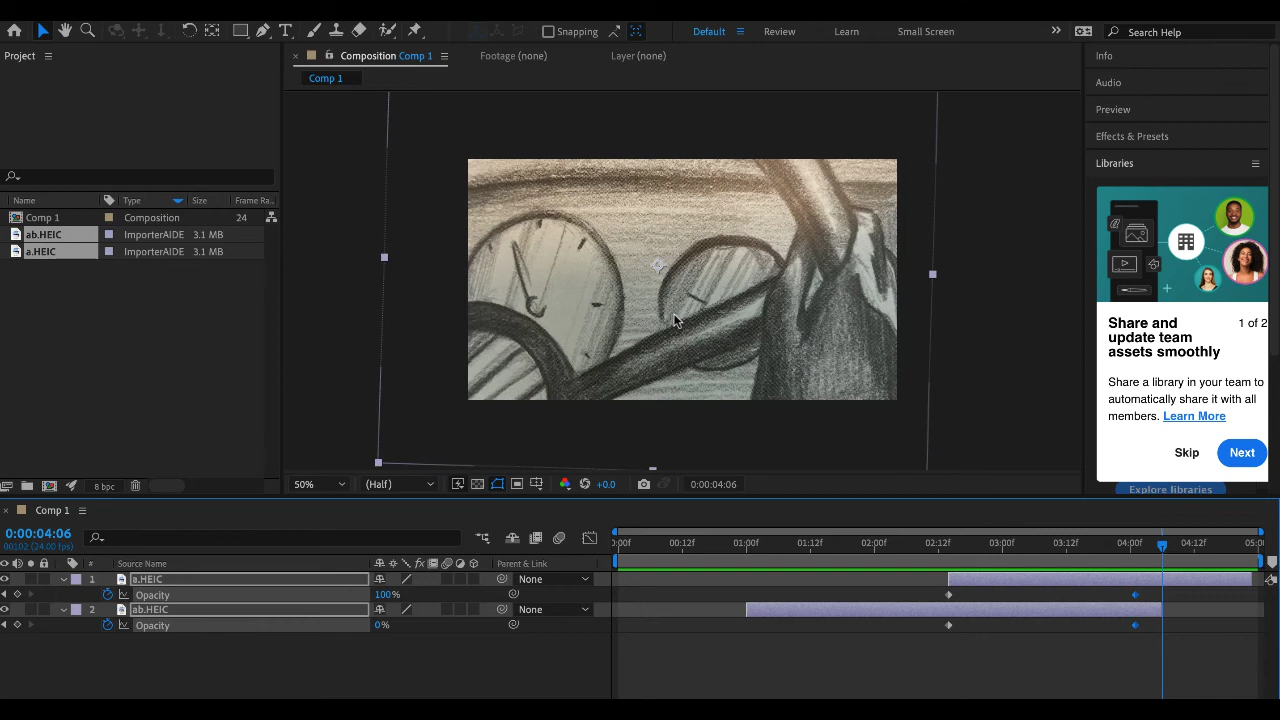 Snapping
Default
Review
Learn
Small Screen
Search Help
Project
Composition Comp 1
Footage (none)
Layer (none)
Info
Comp 1
Audio
Preview
Effects & Presets
Libraries
Name
Type
Size
Frame Ra
Comp 1
Composition
24
ab.HEIC
ImporterAIDE
3.1 MB
a.HEIC
ImporterAIDE
3.1 MB
Share and update team assets smoothly
1 of 2
Share a library in your team to
automatically share it with all
members. Learn More
Skip
Next
Explore libraries
8 bpc
50%
(Half)
+0.0
0:00:04:06
Comp 1
0:00:04:06
00102 (24.00 fps)
:00f
00:12f
01:00f
01:12f
02:00f
02:12f
03:00f
03:12f
04:00f
04:12f
05:0
#
Source Name
Parent & Link
1
a.HEIC
None
Opacity
100%
2
ab.HEIC
None
Opacity
0%